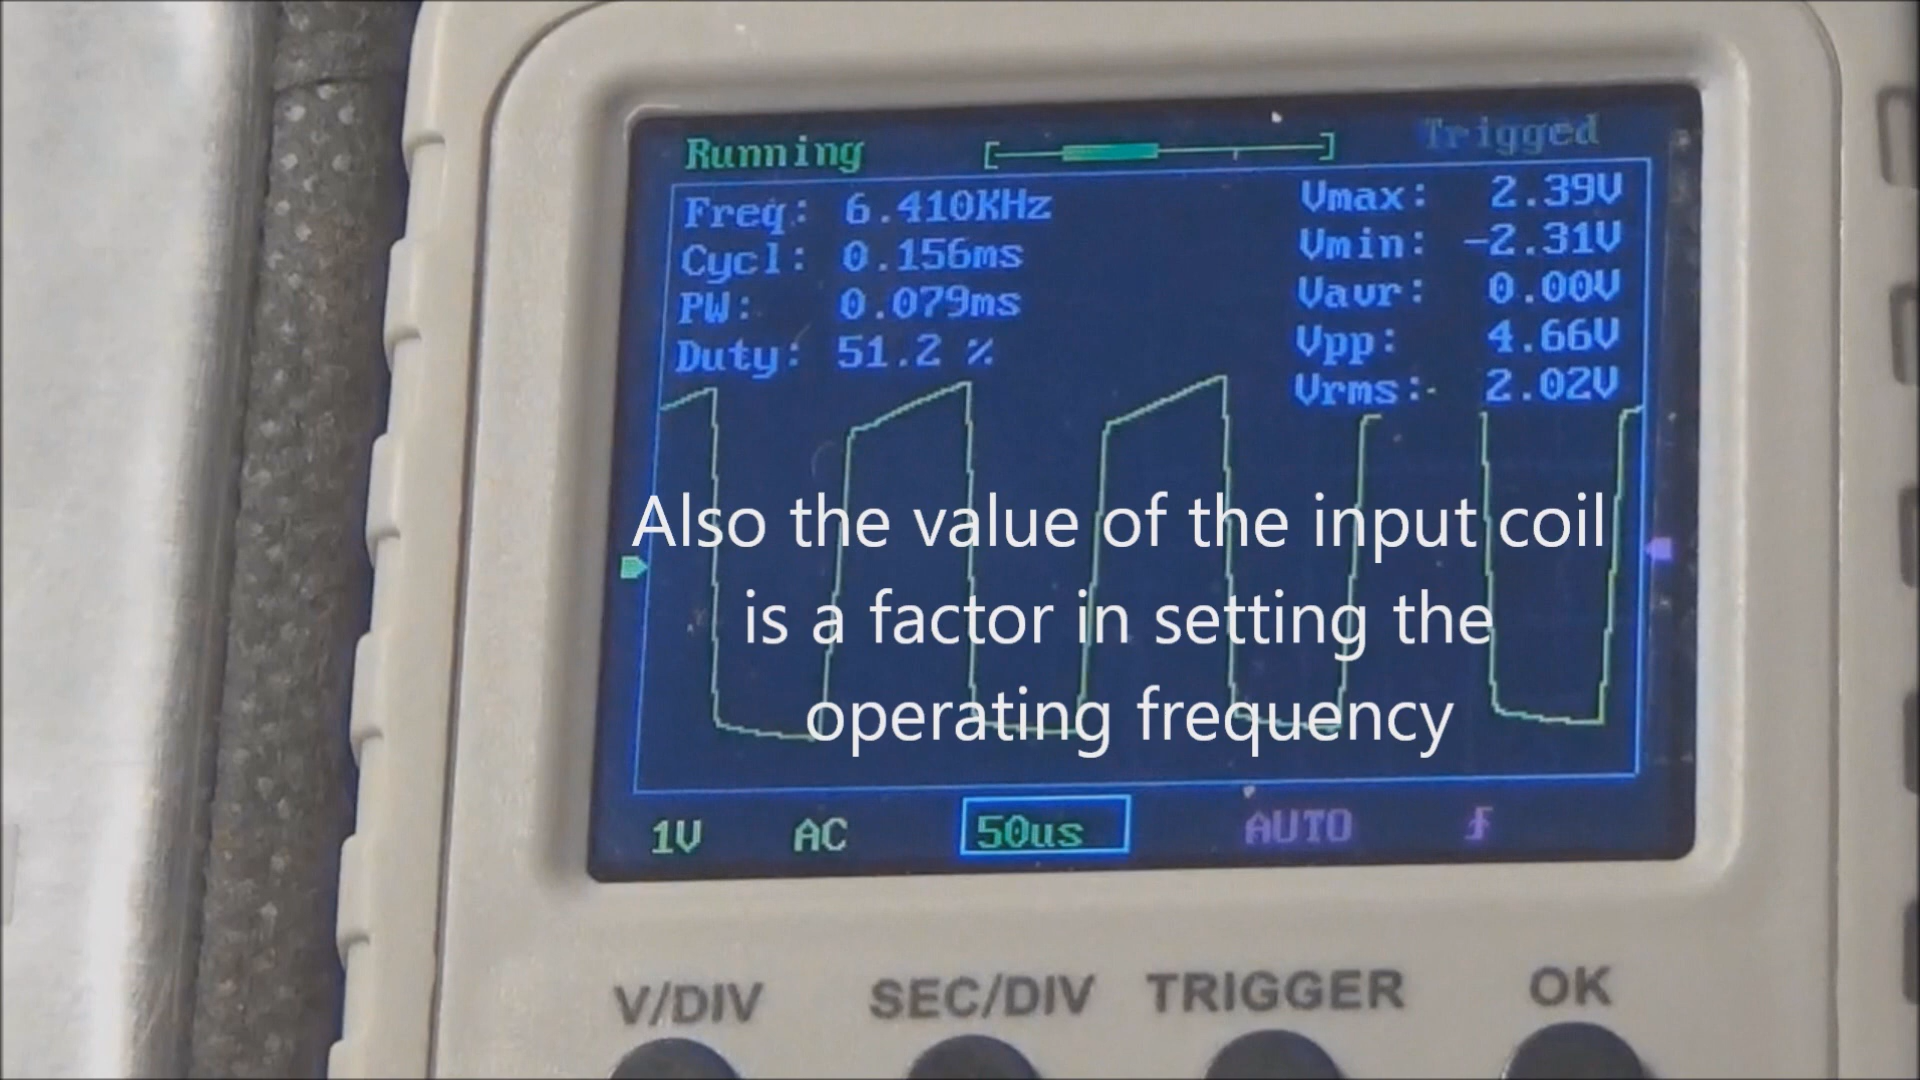 Running Trigged
Freq: 6.410KHz Vmax: 2.39V
Cycl: 0.156ms Vmin: -2.31V
PW: 0.079ms Vavr: 0.00V
Duty: 51.2 % Vpp: 4.66V
Vrms: 2.02V
Also the value of the input coil
is a factor in setting the
operating frequency
1V AC 50us AUTO
V/DIV SEC/DIV TRIGGER OK